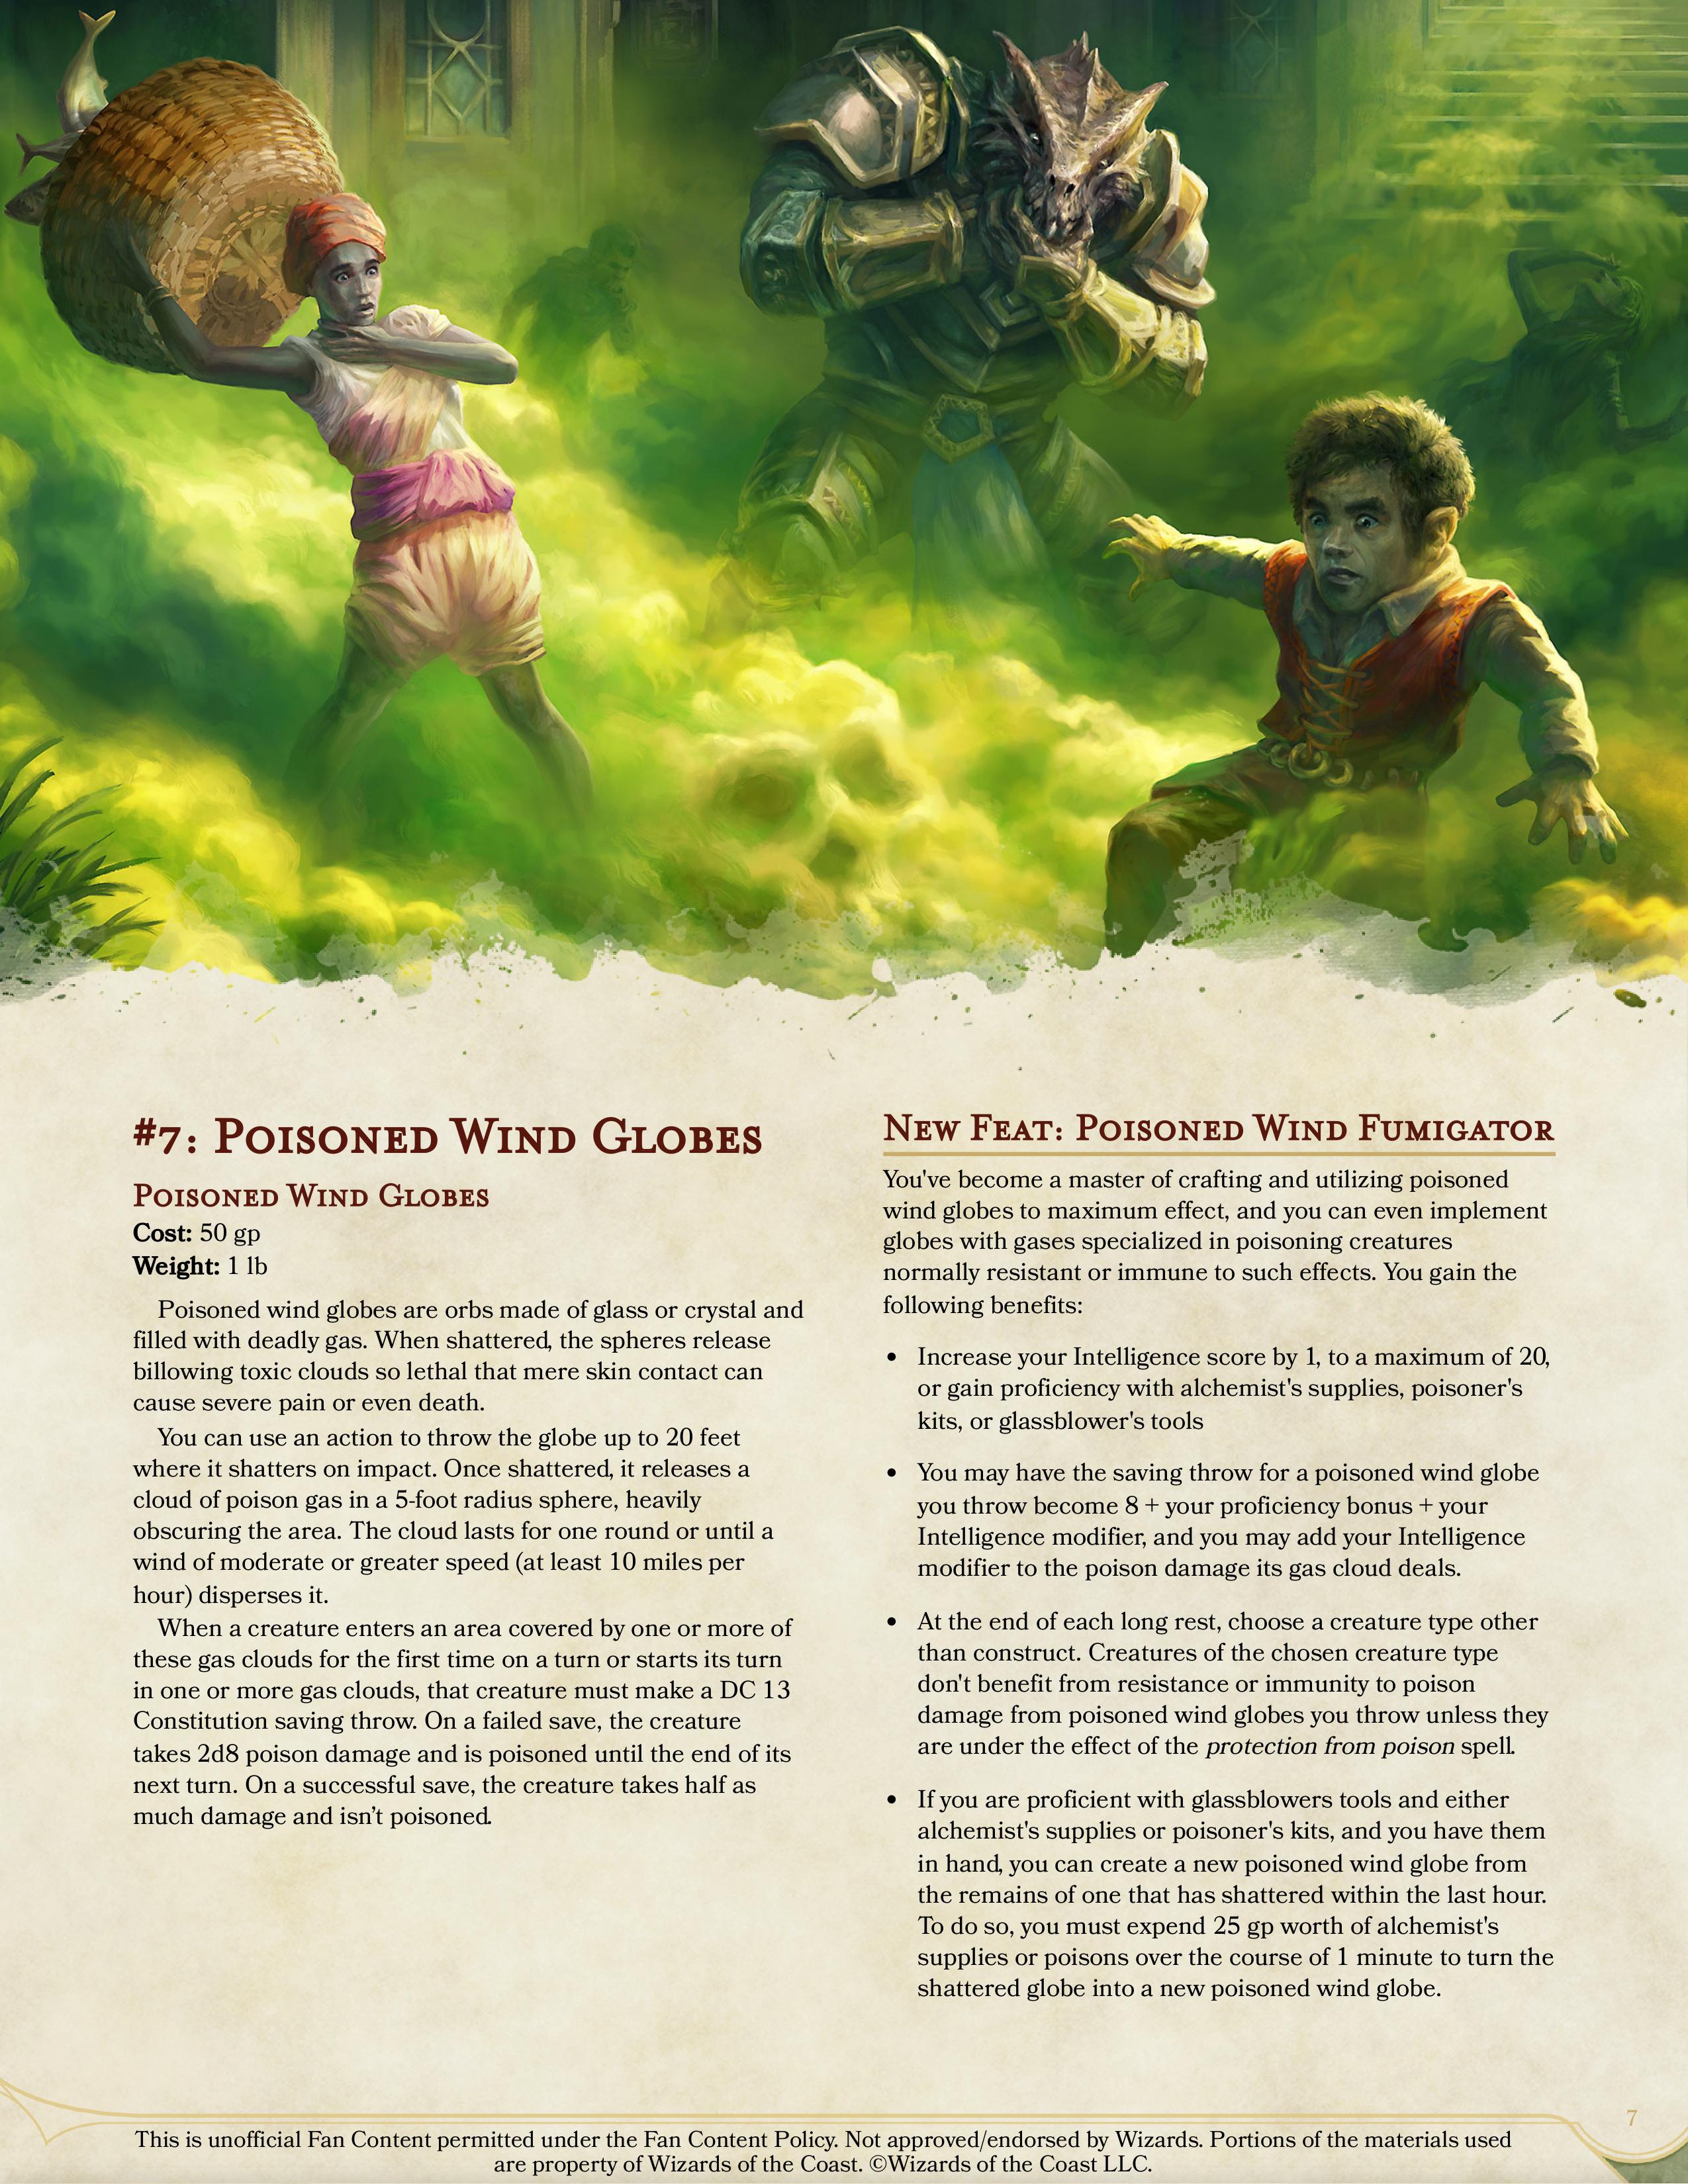 #7: Poisoned Wind Globes
Poisoned Wind Globes
Cost: 50 gp
Weight: 1 lb
Poisoned wind globes are orbs made of glass or crystal and
filled with deadly gas. When shattered, the spheres release
billowing toxic clouds so lethal that mere skin contact can
cause severe pain or even death.
You can use an action to throw the globe up to 20 feet
where it shatters on impact. Once shattered, it releases a
cloud of poison gas in a 5-foot radius sphere, heavily
obscuring the area. The cloud lasts for one round or until a
wind of moderate or greater speed (at least 10 miles per
hour) disperses it.
When a creature enters an area covered by one or more of
these gas clouds for the first time on a turn or starts its turn
in one or more gas clouds, that creature must make a DC 13
Constitution saving throw. On a failed save, the creature
takes 2d8 poison damage and is poisoned until the end of its
next turn. On a successful save, the creature takes half as
much damage and isn’t poisoned.
New Feat: Poisoned Wind Fumigator
You've become a master of crafting and utilizing poisoned
wind globes to maximum effect, and you can even implement
globes with gases specialized in poisoning creatures
normally resistant or immune to such effects. You gain the
following benefits:
• Increase your Intelligence score by 1, to a maximum of 20,
or gain proficiency with alchemist's supplies, poisoner's
kits, or glassblower's tools
• You may have the saving throw for a poisoned wind globe
you throw become 8 + your proficiency bonus + your
Intelligence modifier, and you may add your Intelligence
modifier to the poison damage its gas cloud deals.
• At the end of each long rest, choose a creature type other
than construct. Creatures of the chosen creature type
don't benefit from resistance or immunity to poison
damage from poisoned wind globes you throw unless they
are under the effect of the protection from poison spell.
• If you are proficient with glassblowers tools and either
alchemist's supplies or poisoner's kits, and you have them
in hand, you can create a new poisoned wind globe from
the remains of one that has shattered within the last hour.
To do so, you must expend 25 gp worth of alchemist's
supplies or poisons over the course of 1 minute to turn the
shattered globe into a new poisoned wind globe.
7
This is unofficial Fan Content permitted under the Fan Content Policy. Not approved/endorsed by Wizards. Portions of the materials used
are property of Wizards of the Coast. ©Wizards of the Coast LLC.